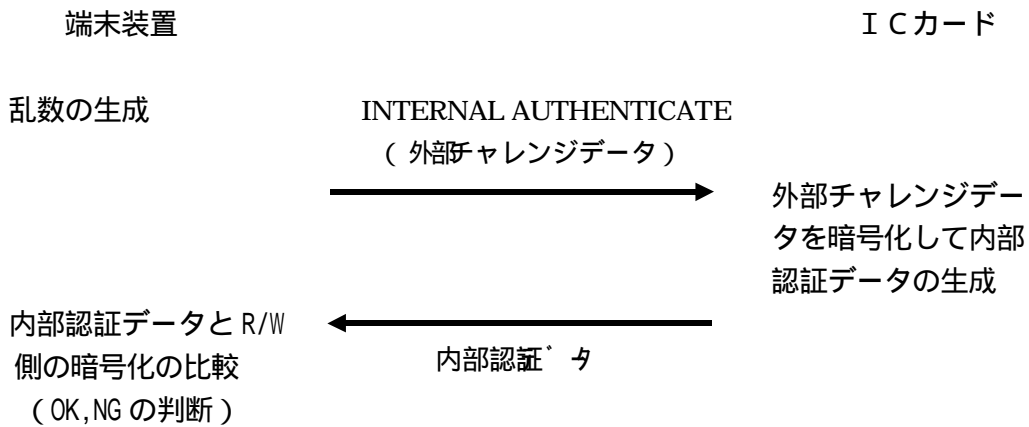 端末装置
ＩＣカード
乱数の生成
INTERNAL AUTHENTICATE
(外部チャレンジデータ)
外部チャレンジデー
タを暗号化して内部
認証データの生成
内部認証データと R/W
側の暗号化の比較
(OK,NG の判断)
内部認証ﾃﾞｰﾀ